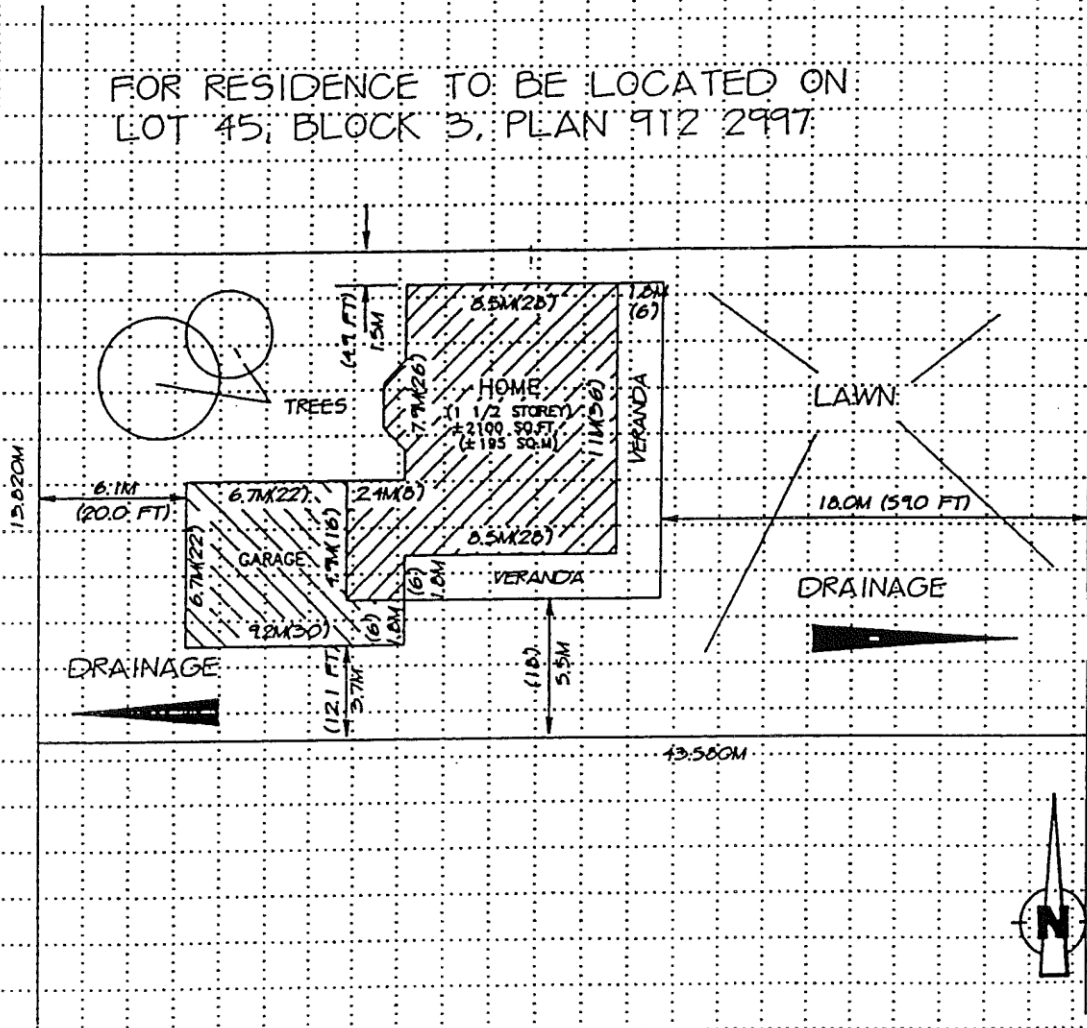 FOR RESIDENCE TO BE LOCATED ON
LOT 45, BLOCK 3, PLAN 912 2997
(4.9 FT)
1.5M
8.5M(28')
1.8M
(6')
TREES
7.9M(26')
HOME
(1 1/2 STOREY)
±2100 SQ.FT.
(±195 SQ.M)
11M(36')
VERANDA
LAWN
13.820M
6.1M
(20.0 FT)
6.7M(22')
2.4M(8')
18.0M (59.0 FT)
6.7M(22')
GARAGE
4.9M(16')
8.5M(28')
(6')
1.8M
VERANDA
DRAINAGE
9.2M(30')
(6')
1.8M
DRAINAGE
(12.1 FT)
3.7M
(18')
5.5M
43.580M
N